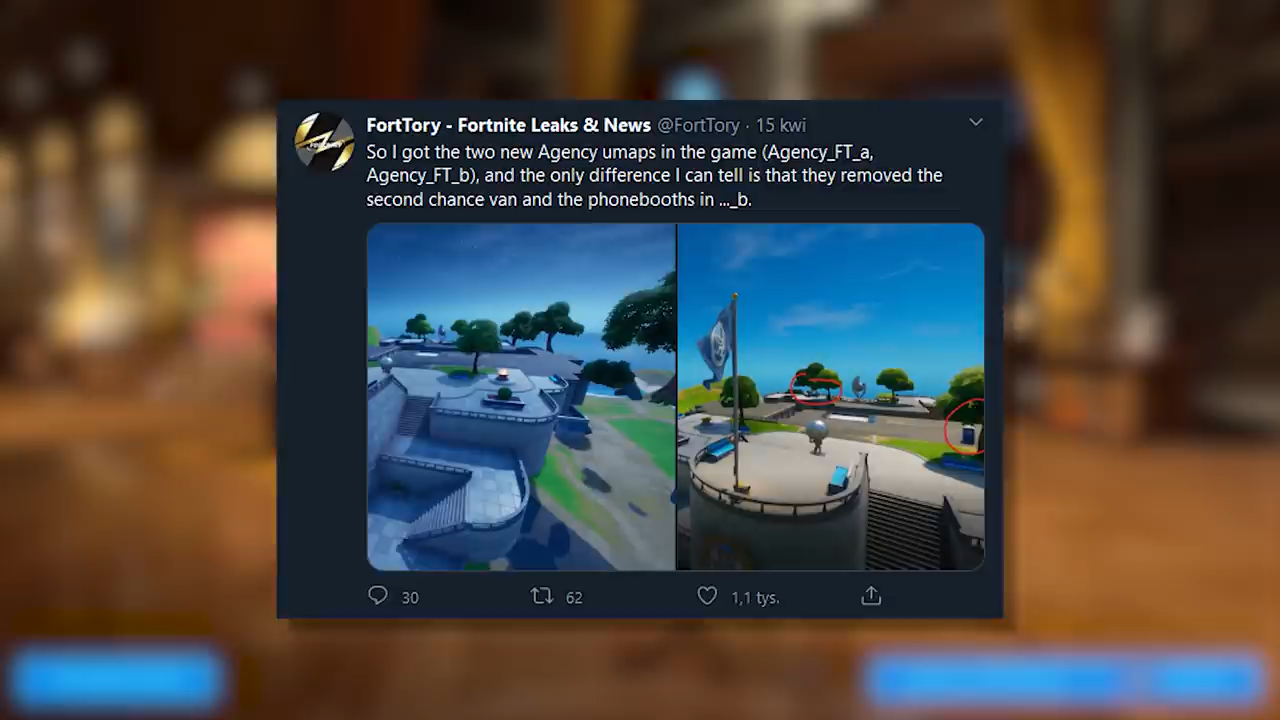 FortTory - Fortnite Leaks & News @FortTory · 15 kwi
So I got the two new Agency umaps in the game (Agency_FT_a,
Agency_FT_b), and the only difference I can tell is that they removed the
second chance van and the phonebooths in ..._b.
30 62 1,1 tys.